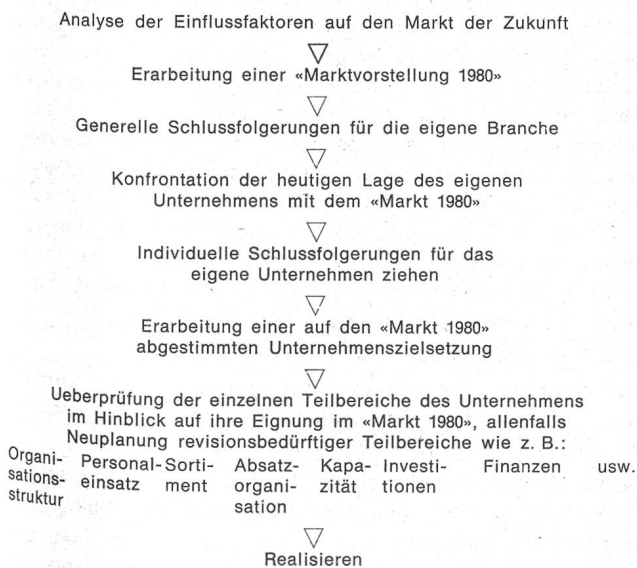 Analyse der Einflussfaktoren auf den Markt der Zukunft
Erarbeitung einer «Marktvorstellung 1980»
Generelle Schlussfolgerungen für die eigene Branche
Konfrontation der heutigen Lage des eigenen
Unternehmens mit dem «Markt 1980»
Individuelle Schlussfolgerungen für das
eigene Unternehmen ziehen
Erarbeitung einer auf den «Markt 1980»
abgestimmten Unternehmenszielsetzung
Ueberprüfung der einzelnen Teilbereiche des Unternehmens
im Hinblick auf ihre Eignung im «Markt 1980», allenfalls
Neuplanung revisionsbedürftiger Teilbereiche wie z. B.:
Organi-
sations-
struktur
Personal-
einsatz
Sorti-
ment
Absatz-
organi-
sation
Kapa-
zität
Investi-
tionen
Finanzen
usw.
Realisieren